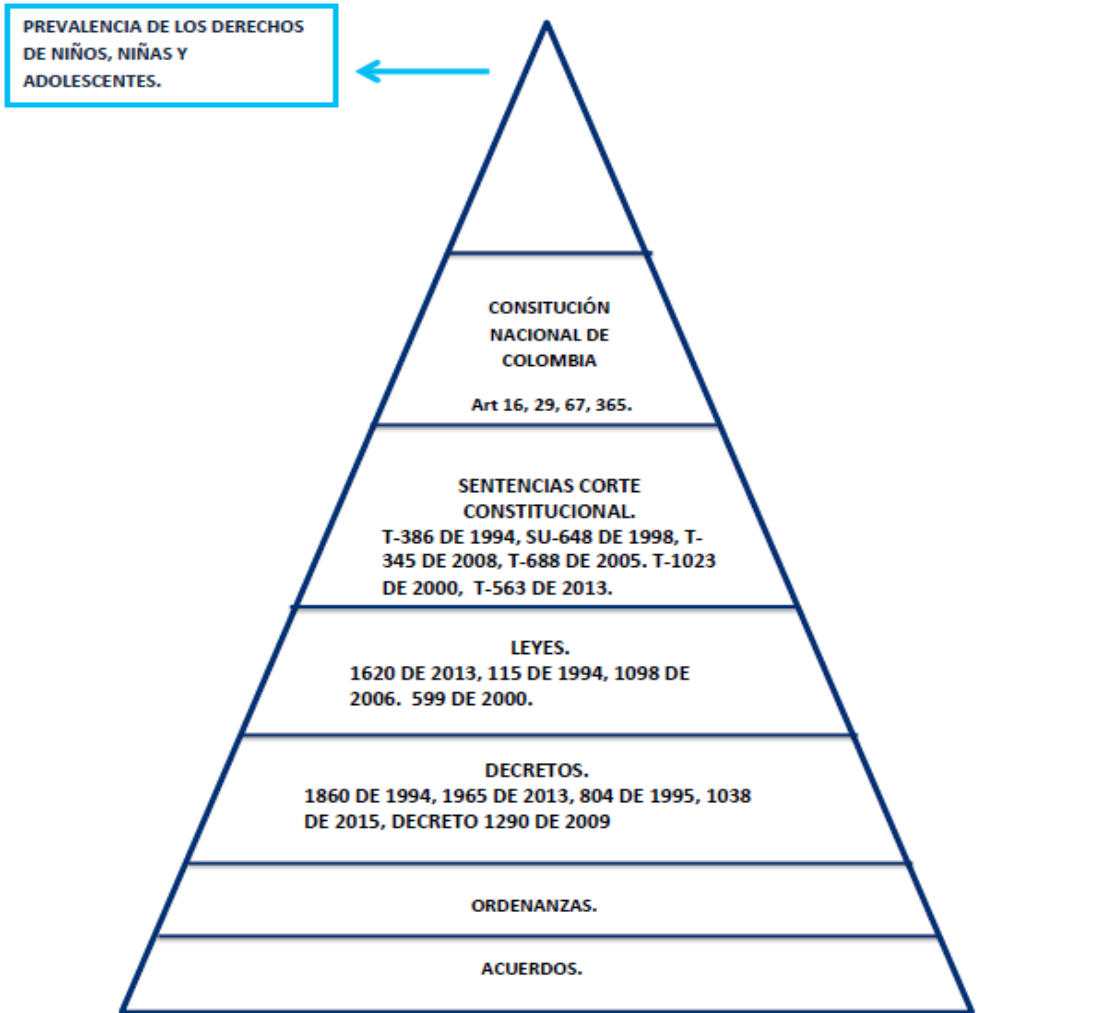 PREVALENCIA DE LOS DERECHOS
DE NIÑOS, NIÑAS Y
ADOLESCENTES.
CONSITUCIÓN
NACIONAL DE
COLOMBIA
Art 16, 29, 67, 365.
SENTENCIAS CORTE
CONSTITUCIONAL.
T-386 DE 1994, SU-648 DE 1998, T-
345 DE 2008, T-688 DE 2005. T-1023
DE 2000, T-563 DE 2013.
LEYES.
1620 DE 2013, 115 DE 1994, 1098 DE
2006. 599 DE 2000.
DECRETOS.
1860 DE 1994, 1965 DE 2013, 804 DE 1995, 1038
DE 2015, DECRETO 1290 DE 2009
ORDENANZAS.
ACUERDOS.